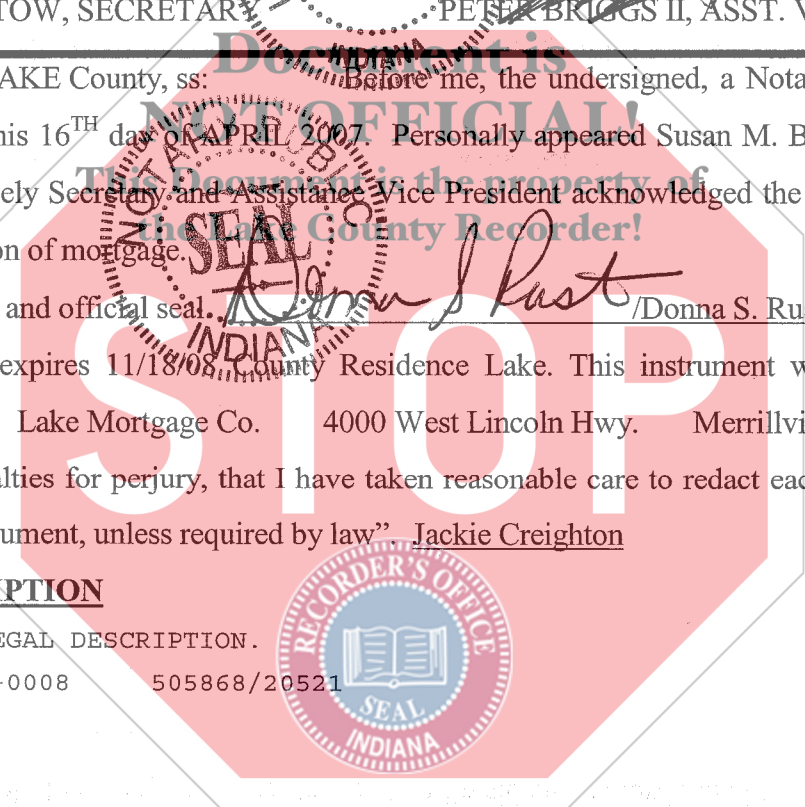 TOW, SECRETARY PETER BRIGGS II, ASST. V
INDIANA
Document is
LAKE County, ss: Before me, the undersigned, a Nota
NOT OFFICIAL!
his 16TH day of APRIL 2007. Personally appeared Susan M. B
This Document is the property of
ely Secretary and Assistance Vice President acknowledged the
the Lake County Recorder!
on of mortgage.
NOTARY PUBLIC
SEAL
INDIANA
and official seal. Donna S Rust /Donna S. Ru
expires 11/18/08 County Residence Lake. This instrument w
Lake Mortgage Co. 4000 West Lincoln Hwy. Merrillvi
STOP
lties for perjury, that I have taken reasonable care to redact eac
ument, unless required by law". Jackie Creighton
RECORDER'S OFFICE
IPTION
EGAL DESCRIPTION.
-0008 505868/20521
SEAL
INDIANA